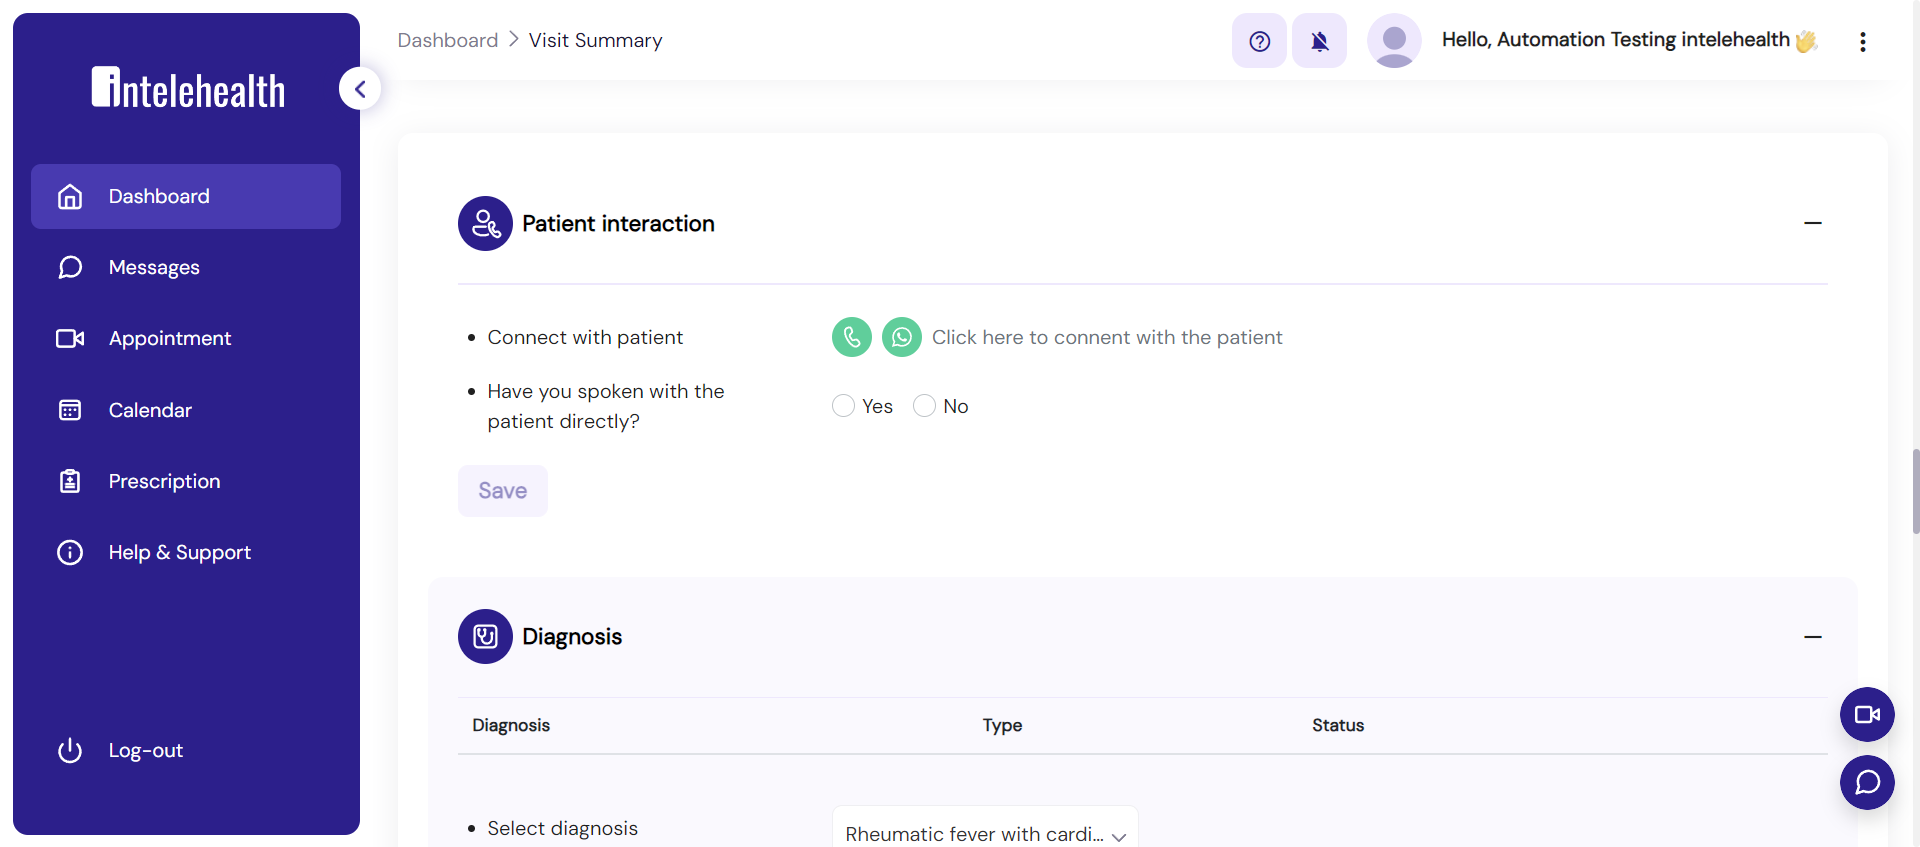 intelehealth
Dashboard
Messages
Appointment
Calendar
Prescription
Help & Support
Log-out
Dashboard > Visit Summary
Hello, Automation Testing intelehealth 👋
Patient interaction
Connect with patient
Click here to connent with the patient
Have you spoken with the
patient directly?
Yes No
Save
Diagnosis
Diagnosis Type Status
Select diagnosis
Rheumatic fever with cardi...